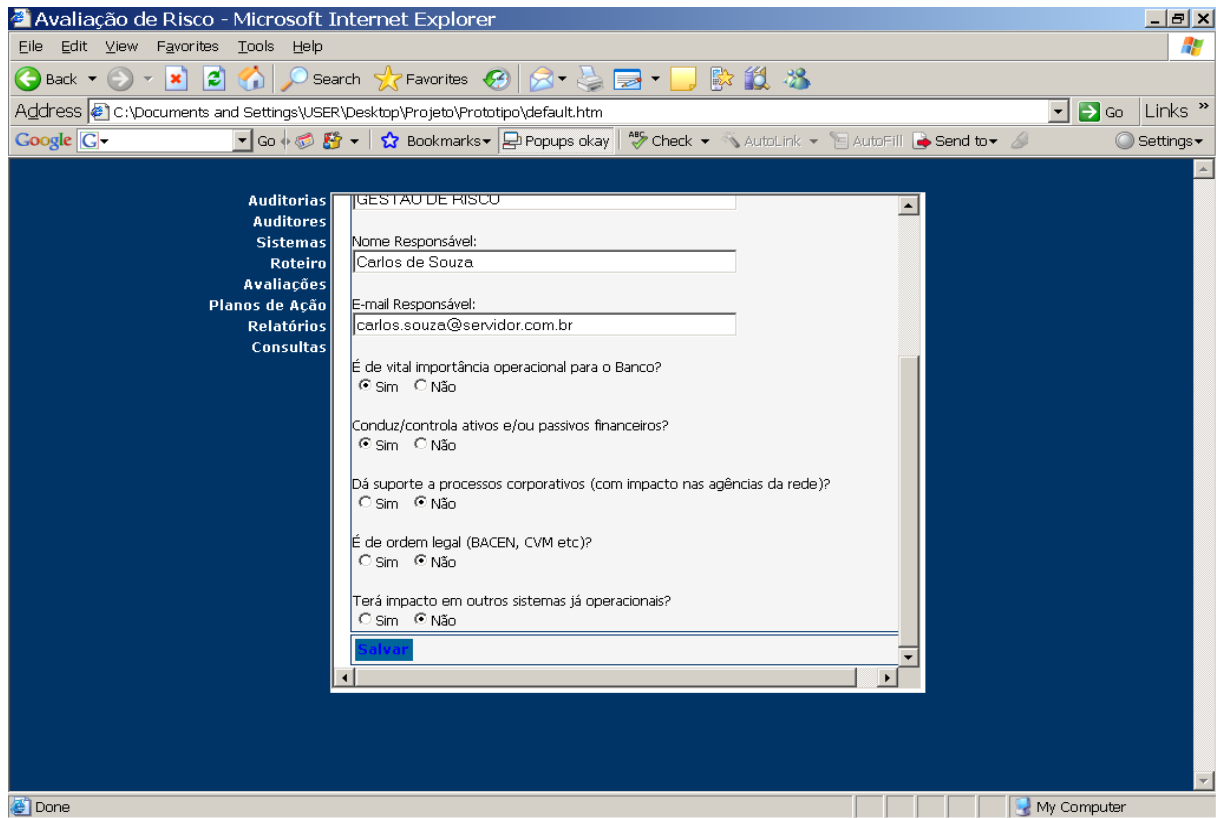 Avaliação de Risco - Microsoft Internet Explorer
File Edit View Favorites Tools Help
Back Search Favorites
Address C:\Documents and Settings\USER\Desktop\Projeto\Prototipo\default.htm Go Links »
Google G Go Bookmarks Popups okay ABC Check AutoLink AutoFill Send to Settings
Auditorias
Auditores
Sistemas
Roteiro
Avaliações
Planos de Ação
Relatórios
Consultas
GESTAO DE RISCO
Nome Responsável:
Carlos de Souza
E-mail Responsável:
carlos.souza@servidor.com.br
É de vital importância operacional para o Banco?
Sim Não
Conduz/controla ativos e/ou passivos financeiros?
Sim Não
Dá suporte a processos corporativos (com impacto nas agências da rede)?
Sim Não
É de ordem legal (BACEN, CVM etc)?
Sim Não
Terá impacto em outros sistemas já operacionais?
Sim Não
Salvar
Done My Computer